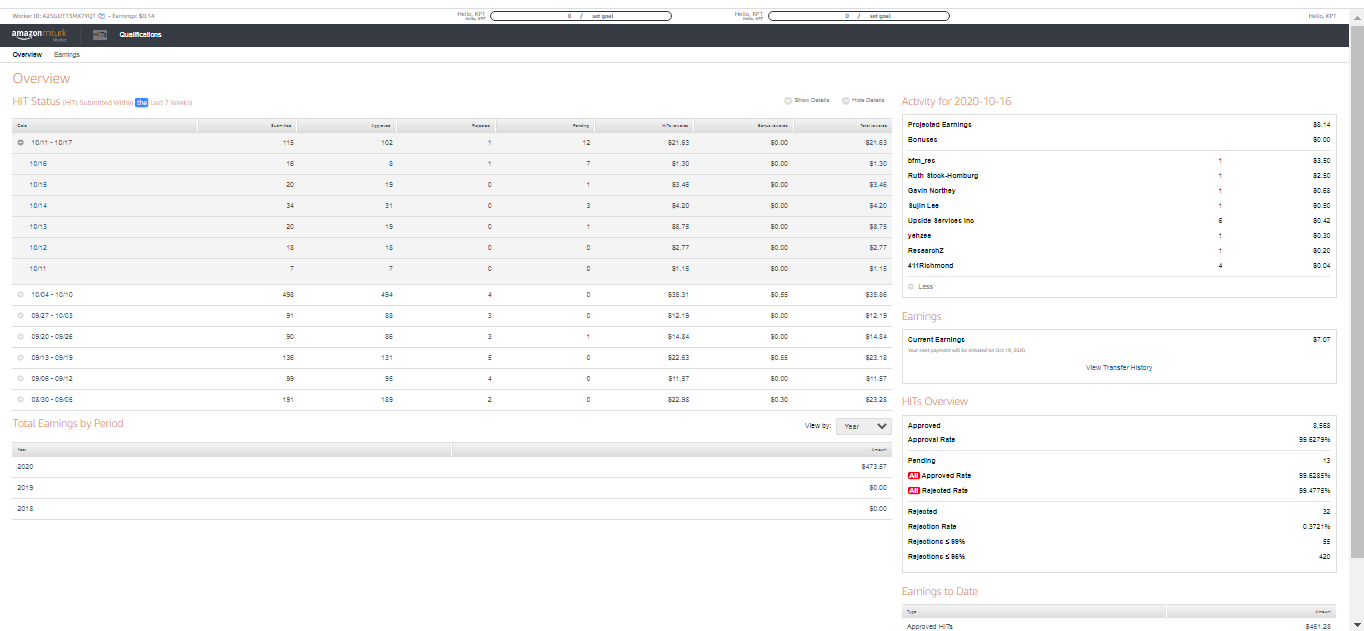 Worker ID: A2SGUTT3MX7YQT - Earnings: $0.14
Hello, KPT
Hello, KPT
0 / set goal
Hello, KPT
Hello, KPT
0 / set goal
Hello, KPT
amazon mturk
Worker
HITs
Qualifications
Overview Earnings
Overview
HIT Status (HITs Submitted Within the Last 7 Weeks)
Show Details Hide Details
Date Submitted Approved Rejected Pending HITs rewards Bonus rewards Total rewards
10/11 - 10/17 115 102 1 12 $21.63 $0.00 $21.63
10/16 16 8 1 7 $1.30 $0.00 $1.30
10/15 20 19 0 1 $3.46 $0.00 $3.46
10/14 34 31 0 3 $4.20 $0.00 $4.20
10/13 20 19 0 1 $8.75 $0.00 $8.75
10/12 18 18 0 0 $2.77 $0.00 $2.77
10/11 7 7 0 0 $1.15 $0.00 $1.15
10/04 - 10/10 498 494 4 0 $35.31 $0.55 $35.86
09/27 - 10/03 91 88 3 0 $12.19 $0.00 $12.19
09/20 - 09/26 90 86 3 1 $14.84 $0.00 $14.84
09/13 - 09/19 136 131 5 0 $22.63 $0.55 $23.18
09/06 - 09/12 99 95 4 0 $11.57 $0.00 $11.57
08/30 - 09/05 191 189 2 0 $22.98 $0.30 $23.28
Total Earnings by Period
View by: Year
Year Amount
2020 $473.57
2019 $0.00
2018 $0.00
Activity for 2020-10-16
Projected Earnings $8.14
Bonuses $0.00
bfm_rec 1 $3.50
Ruth Stock-Homburg 1 $2.50
Gavin Northey 1 $0.68
Sujin Lee 1 $0.50
Upside Services Inc 6 $0.42
yehzee 1 $0.30
ResearchZ 1 $0.20
411Richmond 4 $0.04
Less
Earnings
Current Earnings $7.07
Your next payment will be initiated on Oct 19, 2020
View Transfer History
HITs Overview
Approved 8,568
Approval Rate 99.6279%
Pending 13
All Approved Rate 99.6285%
All Rejected Rate 99.4775%
Rejected 32
Rejection Rate 0.3721%
Rejections ≤ 99% 55
Rejections ≤ 95% 420
Earnings to Date
Type Amount
Approved HITs $461.28